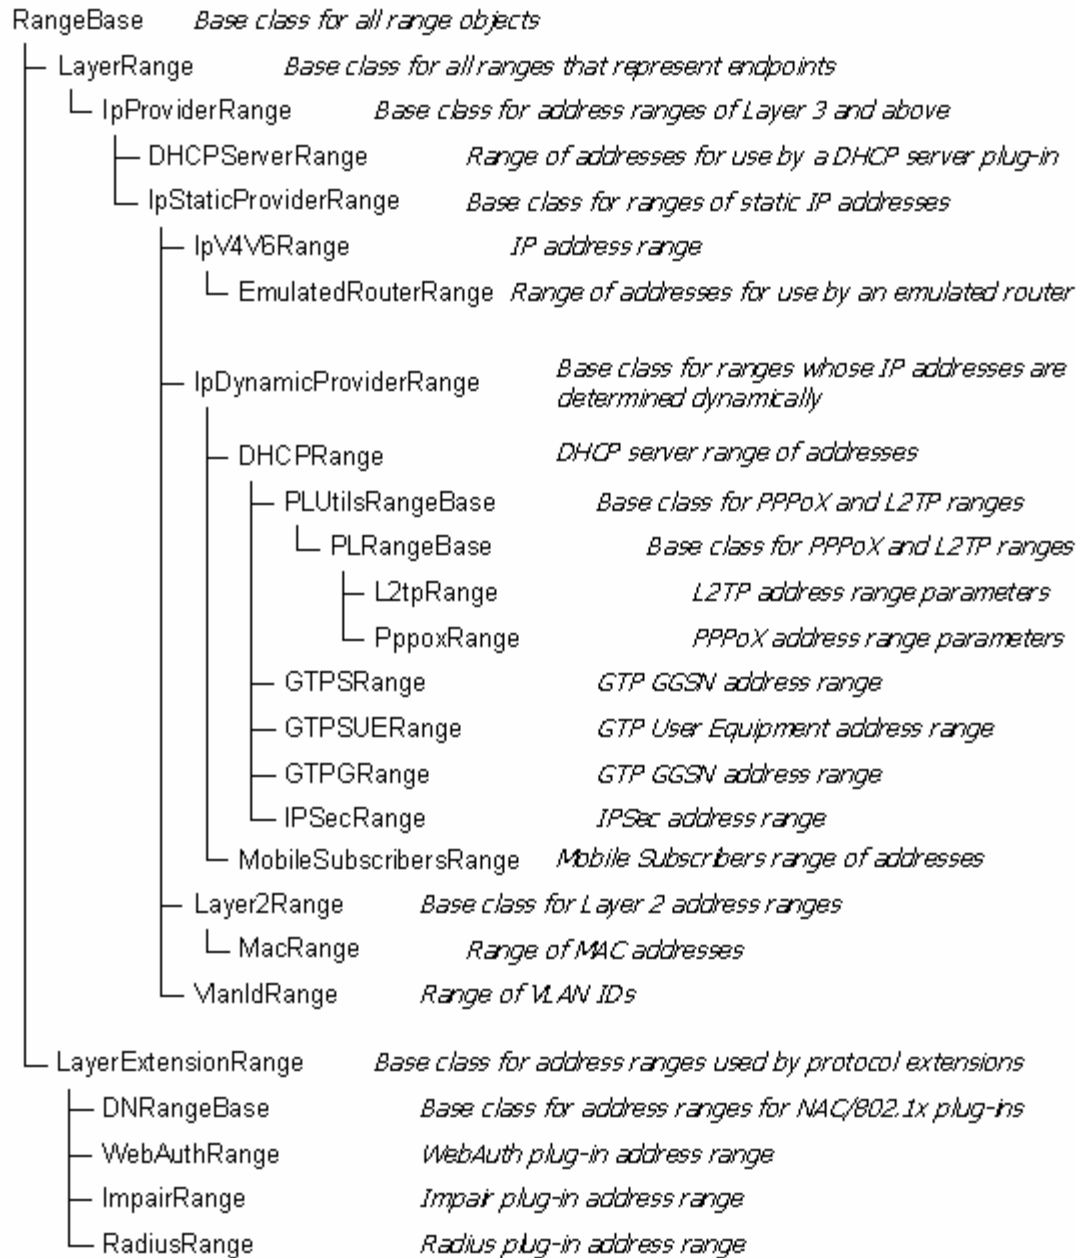 RangeBase Base class for all range objects
LayerRange Base class for all ranges that represent endpoints
IpProviderRange Base class for address ranges of Layer 3 and above
DHCPServerRange Range of addresses for use by a DHCP server plug-in
IpStaticProviderRange Base class for ranges of static IP addresses
IpV4V6Range IP address range
EmulatedRouterRange Range of addresses for use by an emulated router
IpDynamicProviderRange Base class for ranges whose IP addresses are
determined dynamically
DHCPRange DHCP server range of addresses
PLUtilsRangeBase Base class for PPPoX and L2TP ranges
PLRangeBase Base class for PPPoX and L2TP ranges
L2tpRange L2TP address range parameters
PppoxRange PPPoX address range parameters
GTPSRange GTP GGSN address range
GTPSUERange GTP User Equipment address range
GTPGRange GTP GGSN address range
IPSecRange IPSec address range
MobileSubscribersRange Mobile Subscribers range of addresses
Layer2Range Base class for Layer 2 address ranges
MacRange Range of MAC addresses
VlanIdRange Range of VLAN IDs
LayerExtensionRange Base class for address ranges used by protocol extensions
DNRangeBase Base class for address ranges for NAC/802.1x plug-ins
WebAuthRange WebAuth plug-in address range
ImpairRange Impair plug-in address range
RadiusRange Radius plug-in address range